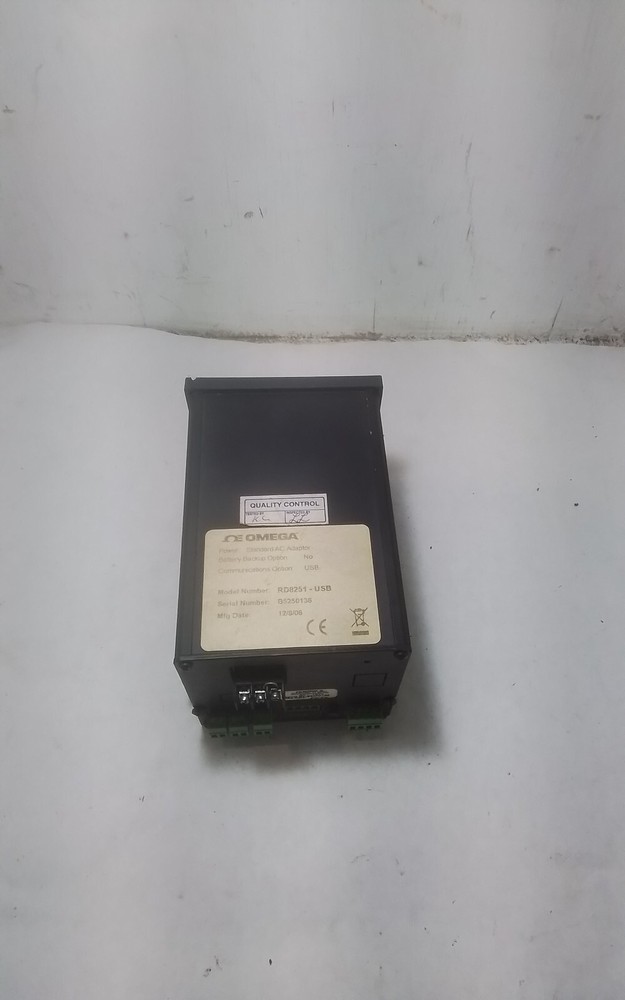 QUALITY CONTROL
OMEGA
Power: Standard AC Adaptor
Battery Backup Option: No
Communications Option: USB
Model Number: RD8251 - USB
Serial Number:
Mfg Date:
CE